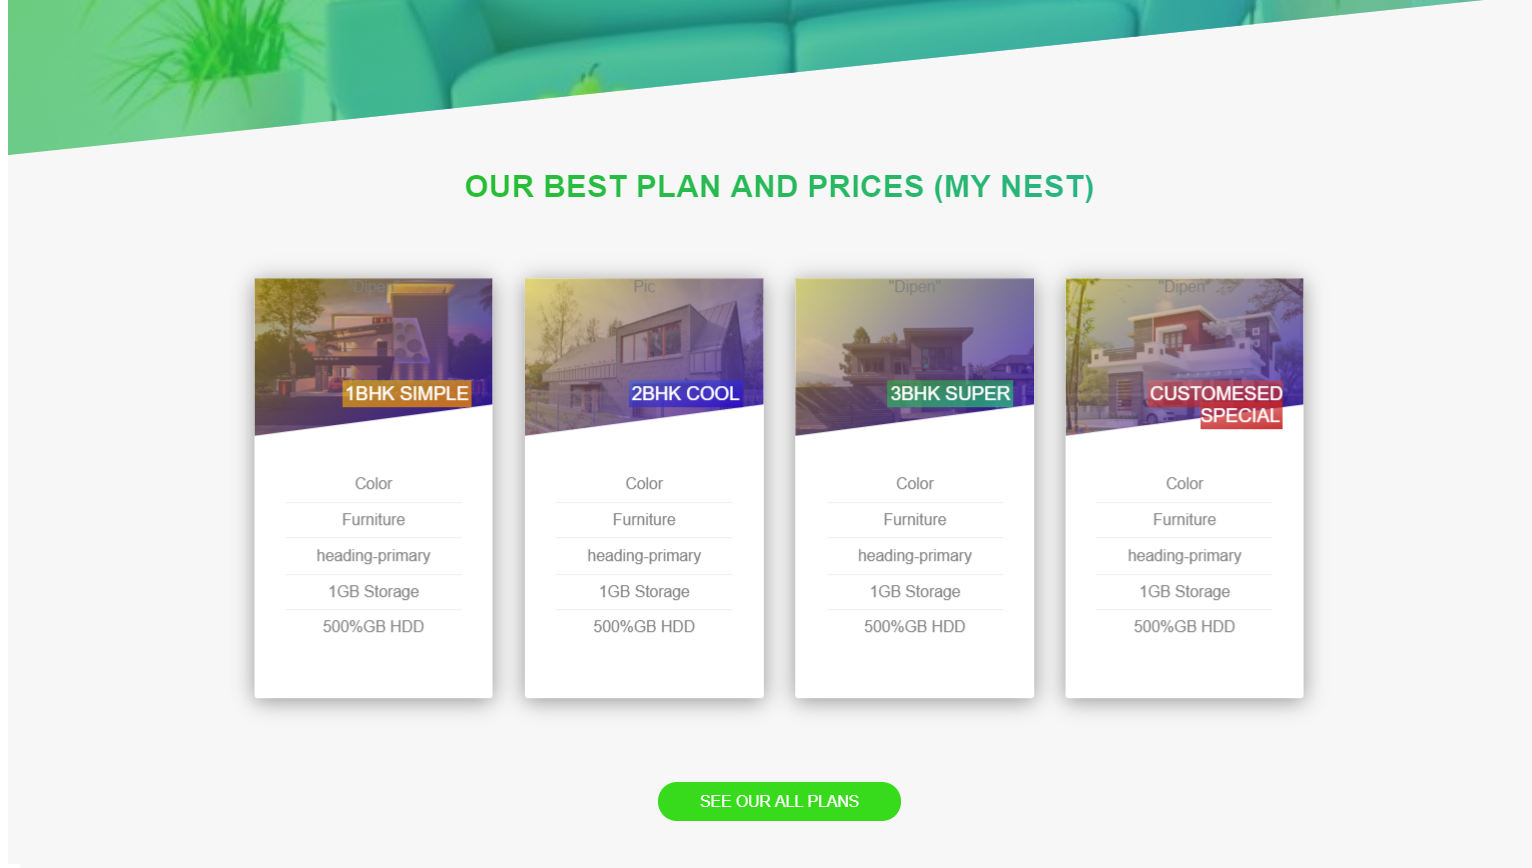 OUR BEST PLAN AND PRICES (MY NEST)
"Dipen"
1BHK SIMPLE
Color
Furniture
heading-primary
1GB Storage
500%GB HDD
Pic
2BHK COOL
Color
Furniture
heading-primary
1GB Storage
500%GB HDD
"Dipen"
3BHK SUPER
Color
Furniture
heading-primary
1GB Storage
500%GB HDD
"Dipen"
CUSTOMESED
SPECIAL
Color
Furniture
heading-primary
1GB Storage
500%GB HDD
SEE OUR ALL PLANS